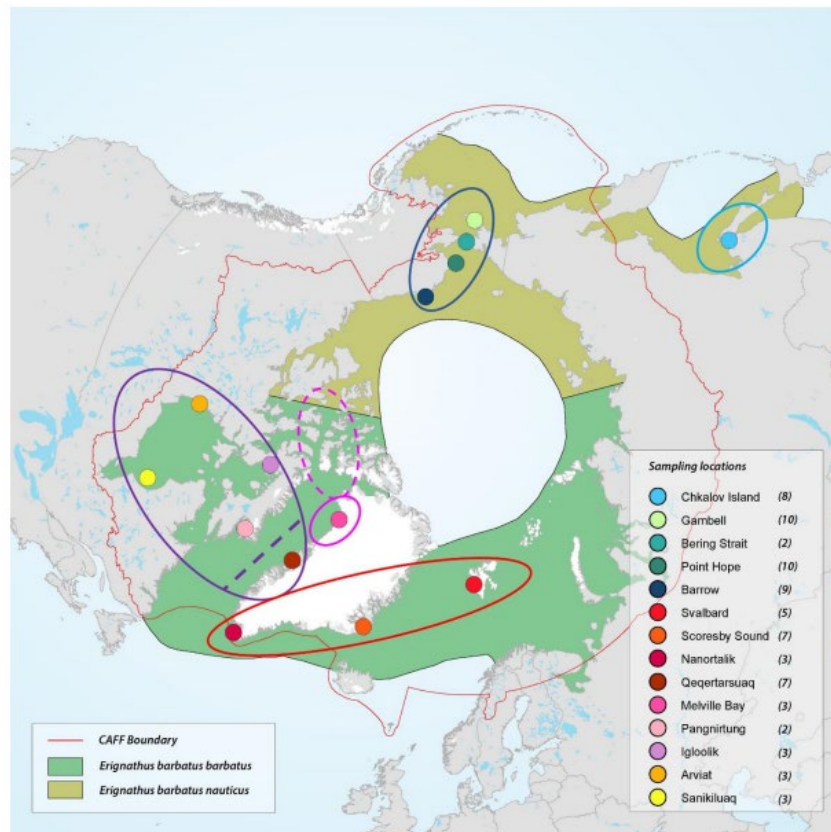 Sampling locations
Chkalov Island (8)
Gambell (10)
Bering Strait (2)
Point Hope (10)
Barrow (9)
Svalbard (5)
Scoresby Sound (7)
Nanortalik (3)
Qeqertarsuaq (7)
Melville Bay (3)
Pangnirtung (2)
Igloolik (3)
Arviat (3)
Sanikiluaq (3)
CAFF Boundary
Erignathus barbatus barbatus
Erignathus barbatus nauticus